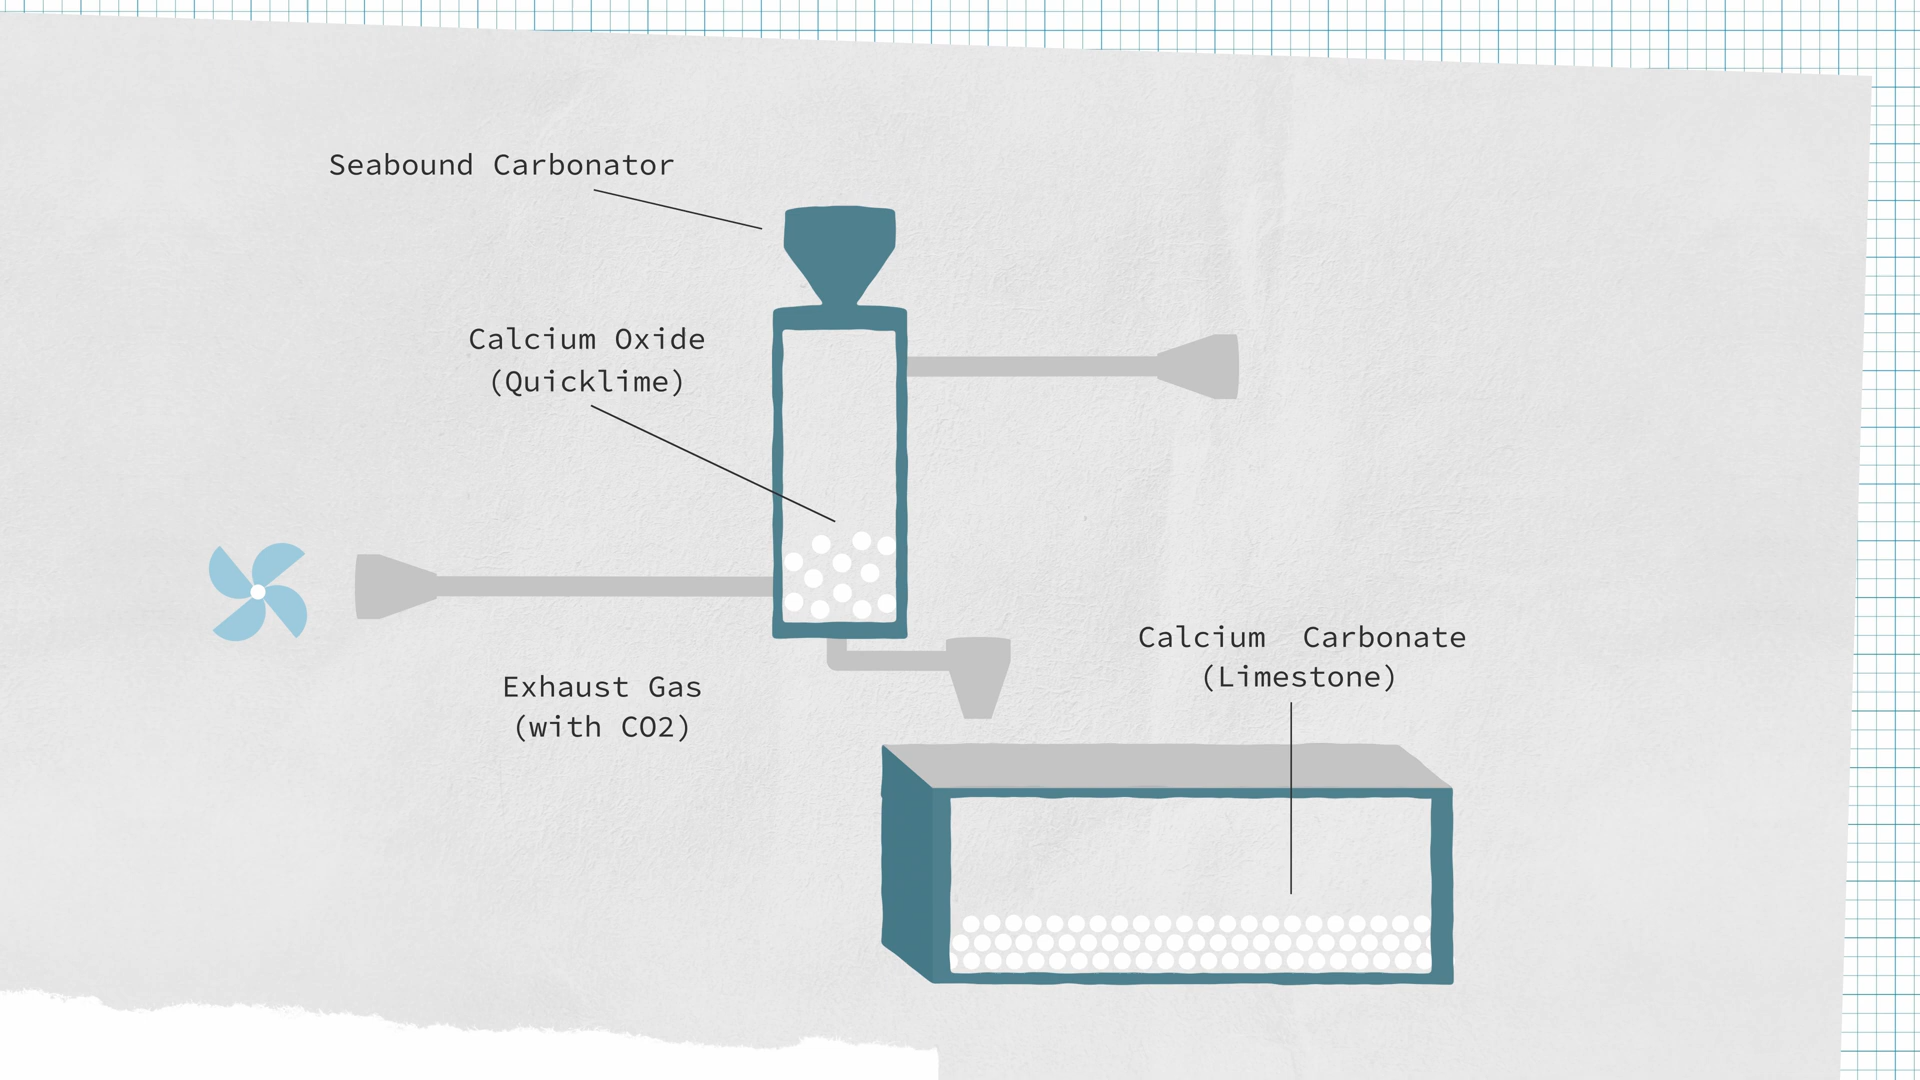 Seabound Carbonator
Calcium Oxide
(Quicklime)
Exhaust Gas
(with CO2)
Calcium Carbonate
(Limestone)